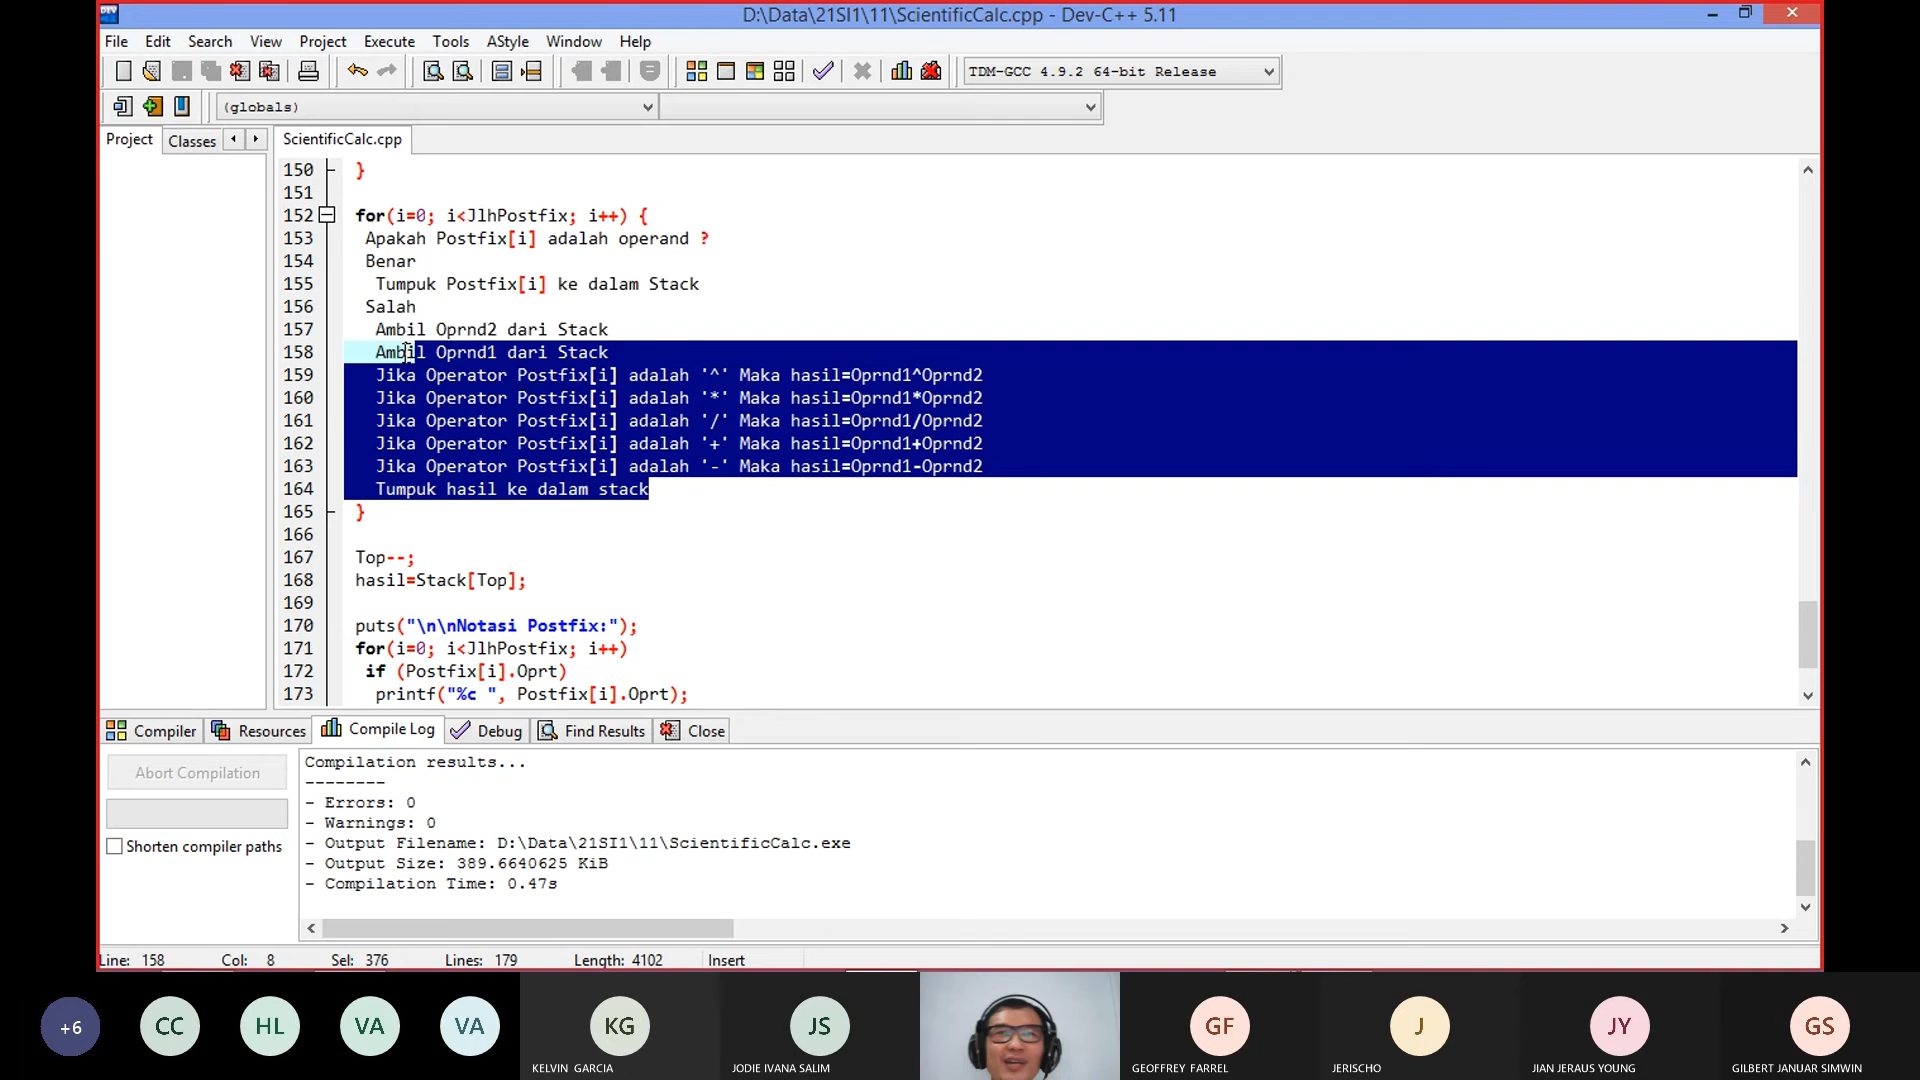 D:\Data\21SI1\11\ScientificCalc.cpp - Dev-C++ 5.11
File Edit Search View Project Execute Tools AStyle Window Help
TDM-GCC 4.9.2 64-bit Release
(globals)
Project Classes ScientificCalc.cpp
150 }
151
152 for(i=0; i<JlhPostfix; i++) {
153 Apakah Postfix[i] adalah operand ?
154 Benar
155 Tumpuk Postfix[i] ke dalam Stack
156 Salah
157 Ambil Oprnd2 dari Stack
158 Ambil Oprnd1 dari Stack
159 Jika Operator Postfix[i] adalah '^' Maka hasil=Oprnd1^Oprnd2
160 Jika Operator Postfix[i] adalah '*' Maka hasil=Oprnd1*Oprnd2
161 Jika Operator Postfix[i] adalah '/' Maka hasil=Oprnd1/Oprnd2
162 Jika Operator Postfix[i] adalah '+' Maka hasil=Oprnd1+Oprnd2
163 Jika Operator Postfix[i] adalah '-' Maka hasil=Oprnd1-Oprnd2
164 Tumpuk hasil ke dalam stack
165 }
166
167 Top--;
168 hasil=Stack[Top];
169
170 puts("\n\nNotasi Postfix:");
171 for(i=0; i<JlhPostfix; i++)
172 if (Postfix[i].Oprt)
173 printf("%c ", Postfix[i].Oprt);
Compiler Resources Compile Log Debug Find Results Close
Abort Compilation
Shorten compiler paths
Compilation results...
--------
- Errors: 0
- Warnings: 0
- Output Filename: D:\Data\21SI1\11\ScientificCalc.exe
- Output Size: 389.6640625 KiB
- Compilation Time: 0.47s
Line: 158 Col: 8 Sel: 376 Lines: 179 Length: 4102 Insert
+6 CC HL VA VA KG JS GF J JY GS
KELVIN GARCIA JODIE IVANA SALIM GEOFFREY FARREL JERISCHO JIAN JERAUS YOUNG GILBERT JANUAR SIMWIN